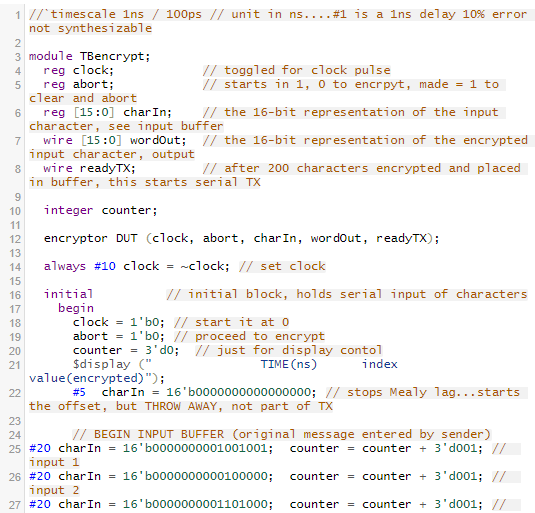 1 //`timescale 1ns / 100ps // unit in ns....#1 is a 1ns delay 10% error
not synthesizable
2
3 module TBencrypt;
4 reg clock; // toggled for clock pulse
5 reg abort; // starts in 1, 0 to encrpyt, made = 1 to
clear and abort
6 reg [15:0] charIn; // the 16-bit representation of the input
character, see input buffer
7 wire [15:0] wordOut; // the 16-bit representation of the encrypted
input character, output
8 wire readyTX; // after 200 characters encrypted and placed
in buffer, this starts serial TX
9
10 integer counter;
11
12 encryptor DUT (clock, abort, charIn, wordOut, readyTX);
13
14 always #10 clock = ~clock; // set clock
15
16 initial // initial block, holds serial input of characters
17 begin
18 clock = 1'b0; // start it at 0
19 abort = 1'b0; // proceed to encrypt
20 counter = 3'd0; // just for display contol
21 $display (" TIME(ns) index
value(encrypted)");
22 #5 charIn = 16'b0000000000000000; // stops Mealy lag...starts
the offset, but THROW AWAY, not part of TX
23
24 // BEGIN INPUT BUFFER (original message entered by sender)
25 #20 charIn = 16'b0000000001001001; counter = counter + 3'd001; //
input 1
26 #20 charIn = 16'b0000000000100000; counter = counter + 3'd001; //
input 2
27 #20 charIn = 16'b0000000001101000; counter = counter + 3'd001; //